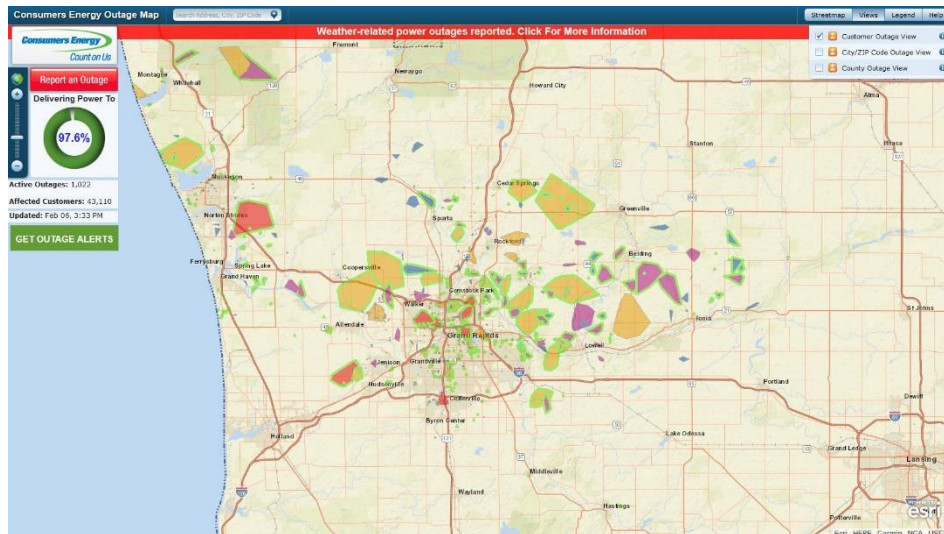 Consumers Energy Outage Map
Search Address, City, ZIP Code
Streetmap
Views
Legend
Help
Weather-related power outages reported. Click For More Information
Consumers Energy
Count on Us
Report an Outage
Delivering Power To
97.6%
Active Outages: 1,022
Affected Customers: 43,110
Updated: Feb 06, 3:33 PM
GET OUTAGE ALERTS
Customer Outage View
City/ZIP Code Outage View
County Outage View
Fremont
Newaygo
Howard City
Montague
Whitehall
Alma
Ithaca
Stanton
Muskegon
Cedar Springs
Greenville
Norton Shores
Sparta
Rockford
Belding
Ferrysburg
Spring Lake
Grand Haven
Coopersville
Comstock Park
Walker
Allendale
Grand Rapids
Ionia
St Johns
Lowell
Jenison
Grandville
Hudsonville
Cutlerville
Byron Center
Portland
Dewitt
Holland
Lake Odessa
Grand Ledge
Lansing
Middleville
Wayland
Hastings
Potterville
esri
Esri, HERE, Garmin, NGA, USGS